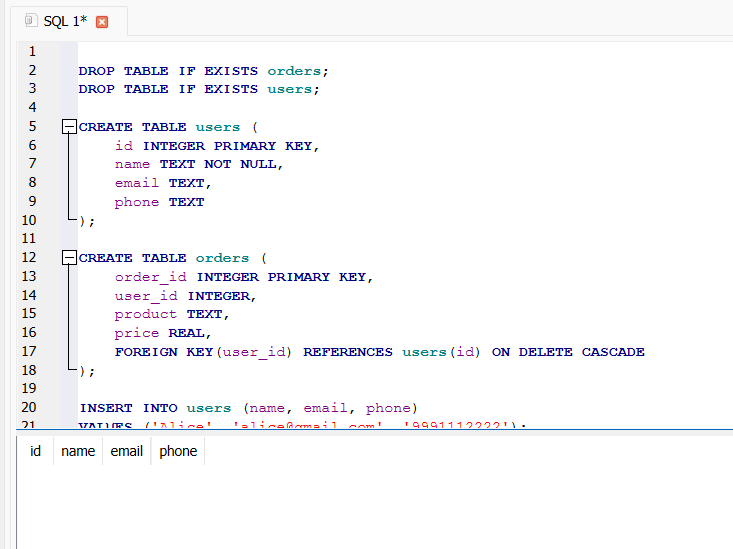 SQL 1*
1
2 DROP TABLE IF EXISTS orders;
3 DROP TABLE IF EXISTS users;
4
5 CREATE TABLE users (
6 id INTEGER PRIMARY KEY,
7 name TEXT NOT NULL,
8 email TEXT,
9 phone TEXT
10 );
11
12 CREATE TABLE orders (
13 order_id INTEGER PRIMARY KEY,
14 user_id INTEGER,
15 product TEXT,
16 price REAL,
17 FOREIGN KEY(user_id) REFERENCES users(id) ON DELETE CASCADE
18 );
19
20 INSERT INTO users (name, email, phone)
21 VALUES ('Alice', 'alice@gmail.com', '9991112222');
id name email phone